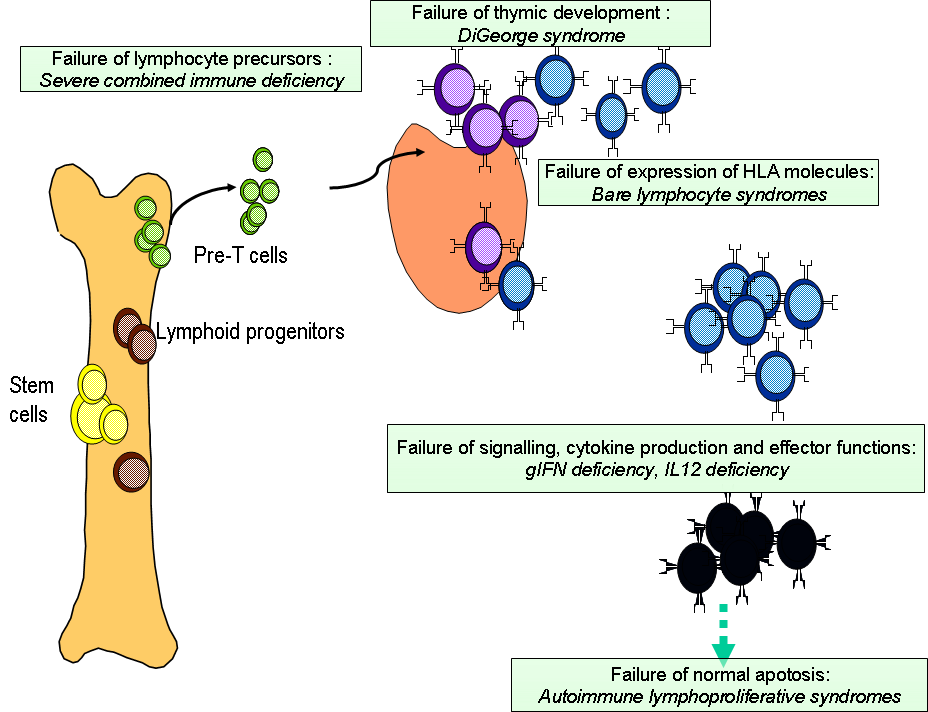 Failure of thymic development :
DiGeorge syndrome
Failure of lymphocyte precursors :
Severe combined immune deficiency
Failure of expression of HLA molecules:
Bare lymphocyte syndromes
Pre-T cells
Lymphoid progenitors
Stem
cells
Failure of signalling, cytokine production and effector functions:
gIFN deficiency, IL12 deficiency
Failure of normal apotosis:
Autoimmune lymphoproliferative syndromes